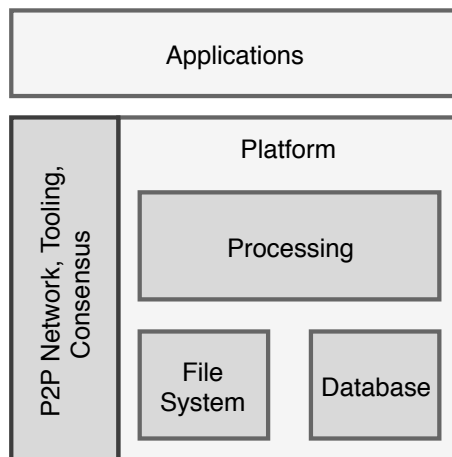 Applications
Platform
P2P Network, Tooling,
Consensus
Processing
File
System
Database